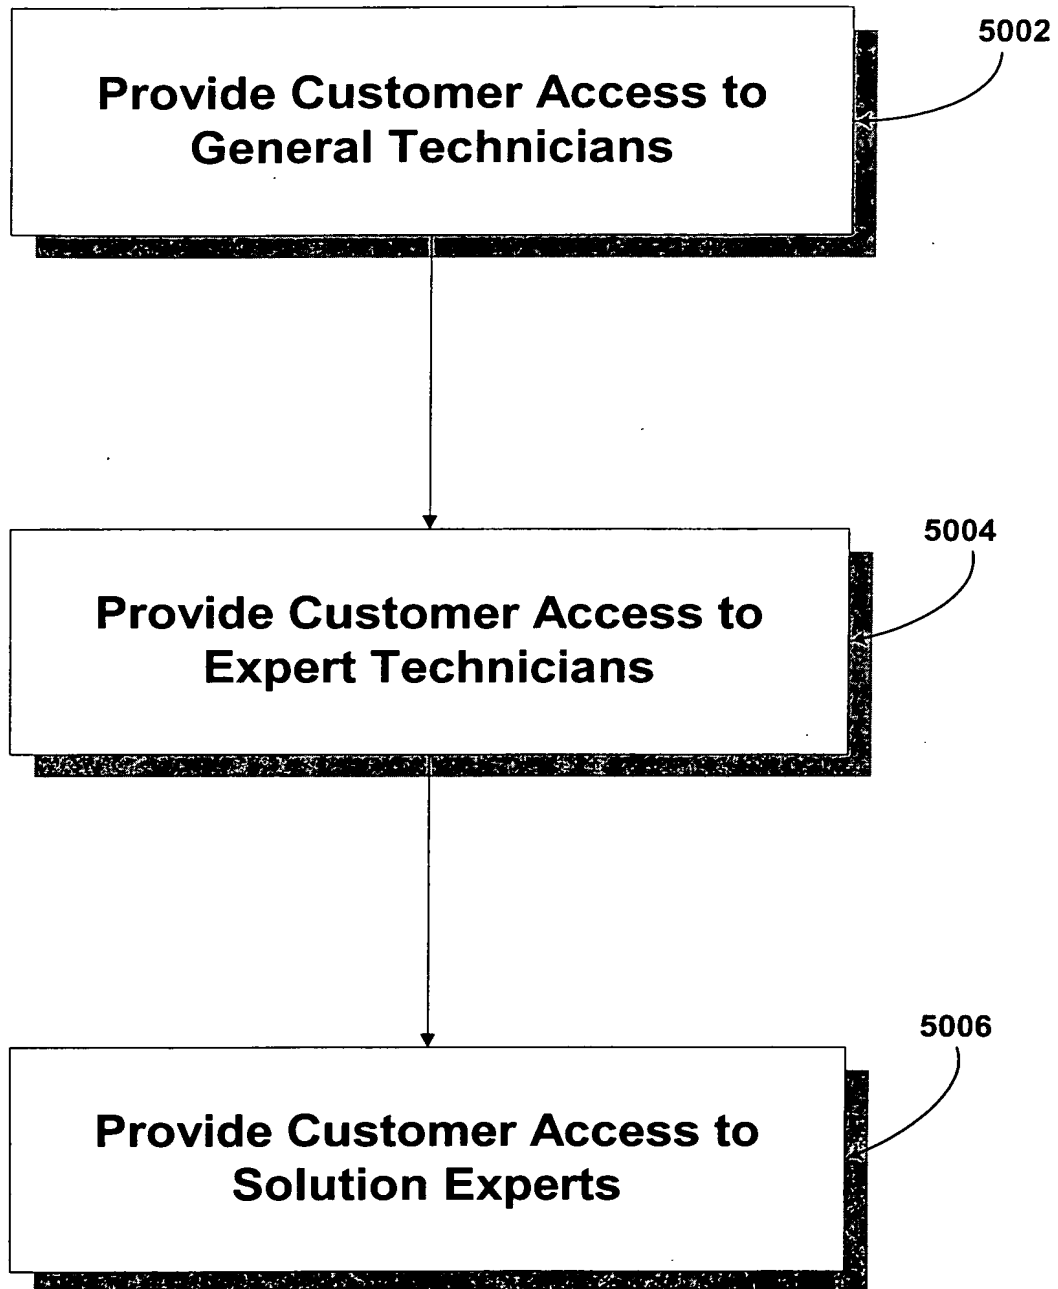 5002
Provide Customer Access to
General Technicians
5004
Provide Customer Access to
Expert Technicians
5006
Provide Customer Access to
Solution Experts